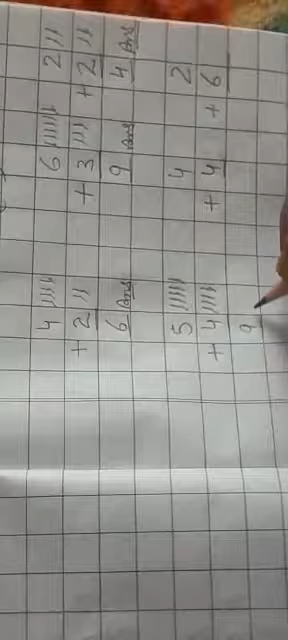 4 //// 6 ////// 2 //
+ 2 // + 3 /// + 2 //
6 Ans 9 Ans 4 Ans
5 ///// 4 2
+ 4 //// + 4 + 6
9